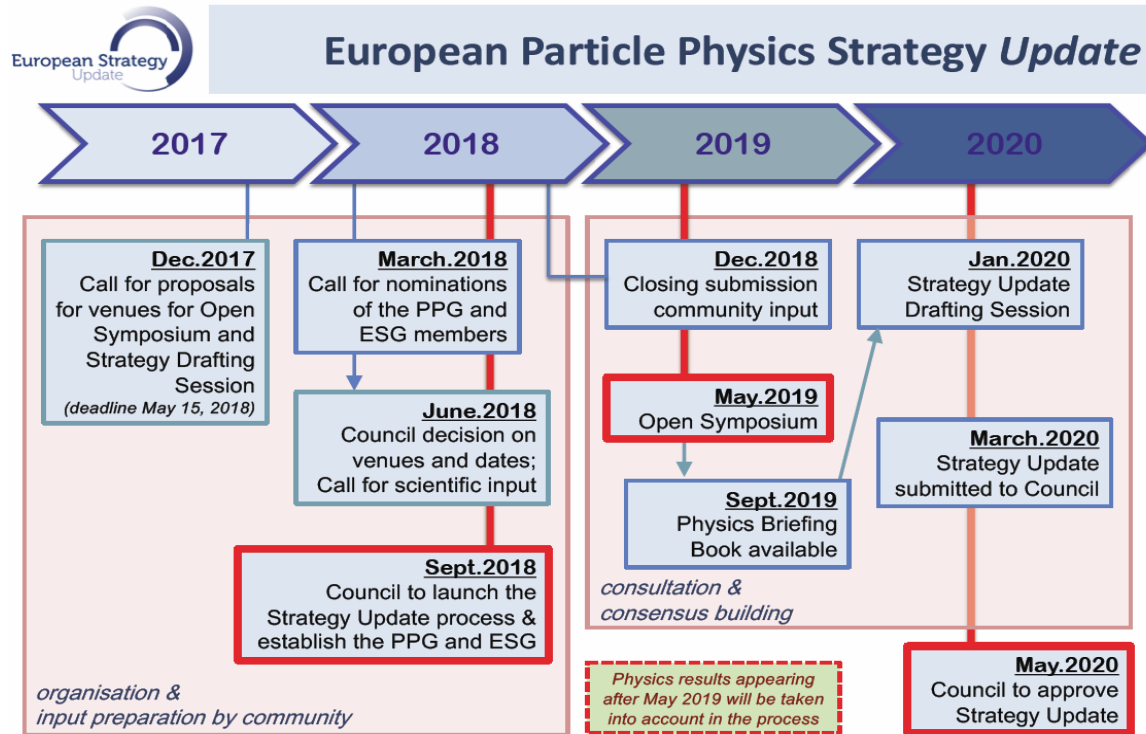 European Strategy
Update
European Particle Physics Strategy Update
2017
2018
2019
2020
Dec.2017
Call for proposals
for venues for Open
Symposium and
Strategy Drafting
Session
(deadline May 15, 2018)
March.2018
Call for nominations
of the PPG and
ESG members
June.2018
Council decision on
venues and dates;
Call for scientific input
Sept.2018
Council to launch the
Strategy Update process &
establish the PPG and ESG
organisation &
input preparation by community
Dec.2018
Closing submission
community input
May.2019
Open Symposium
Sept.2019
Physics Briefing
Book available
Jan.2020
Strategy Update
Drafting Session
March.2020
Strategy Update
submitted to Council
consultation &
consensus building
Physics results appearing
after May 2019 will be taken
into account in the process
May.2020
Council to approve
Strategy Update